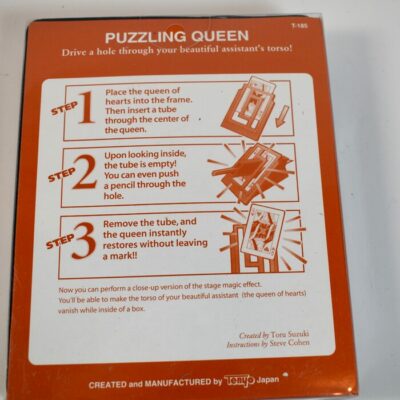 PUZZLING QUEEN
T-185
Drive a hole through your beautiful assistant's torso!
STEP 1
Place the queen of
hearts into the frame.
Then insert a tube
through the center of
the queen.
STEP 2
Upon looking inside,
the tube is empty!
You can even push
a pencil through the
hole.
STEP 3
Remove the tube, and
the queen instantly
restores without leaving
a mark!!
Now you can perform a close-up version of the stage magic effect.
You'll be able to make the torso of your beautiful assistant (the queen of hearts)
vanish while inside of a box.
Created by Toru Suzuki
Instructions by Steve Cohen
CREATED and MANUFACTURED by Tenyo Japan